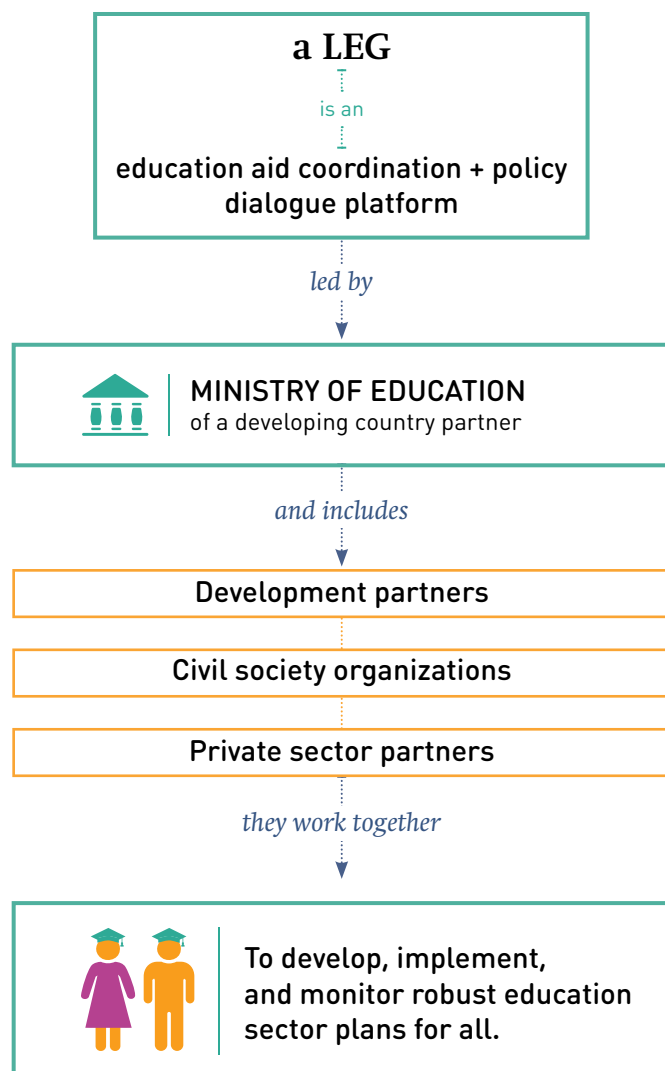 a LEG
is an
education aid coordination + policy
dialogue platform
led by
MINISTRY OF EDUCATION
of a developing country partner
and includes
Development partners
Civil society organizations
Private sector partners
they work together
To develop, implement,
and monitor robust education
sector plans for all.